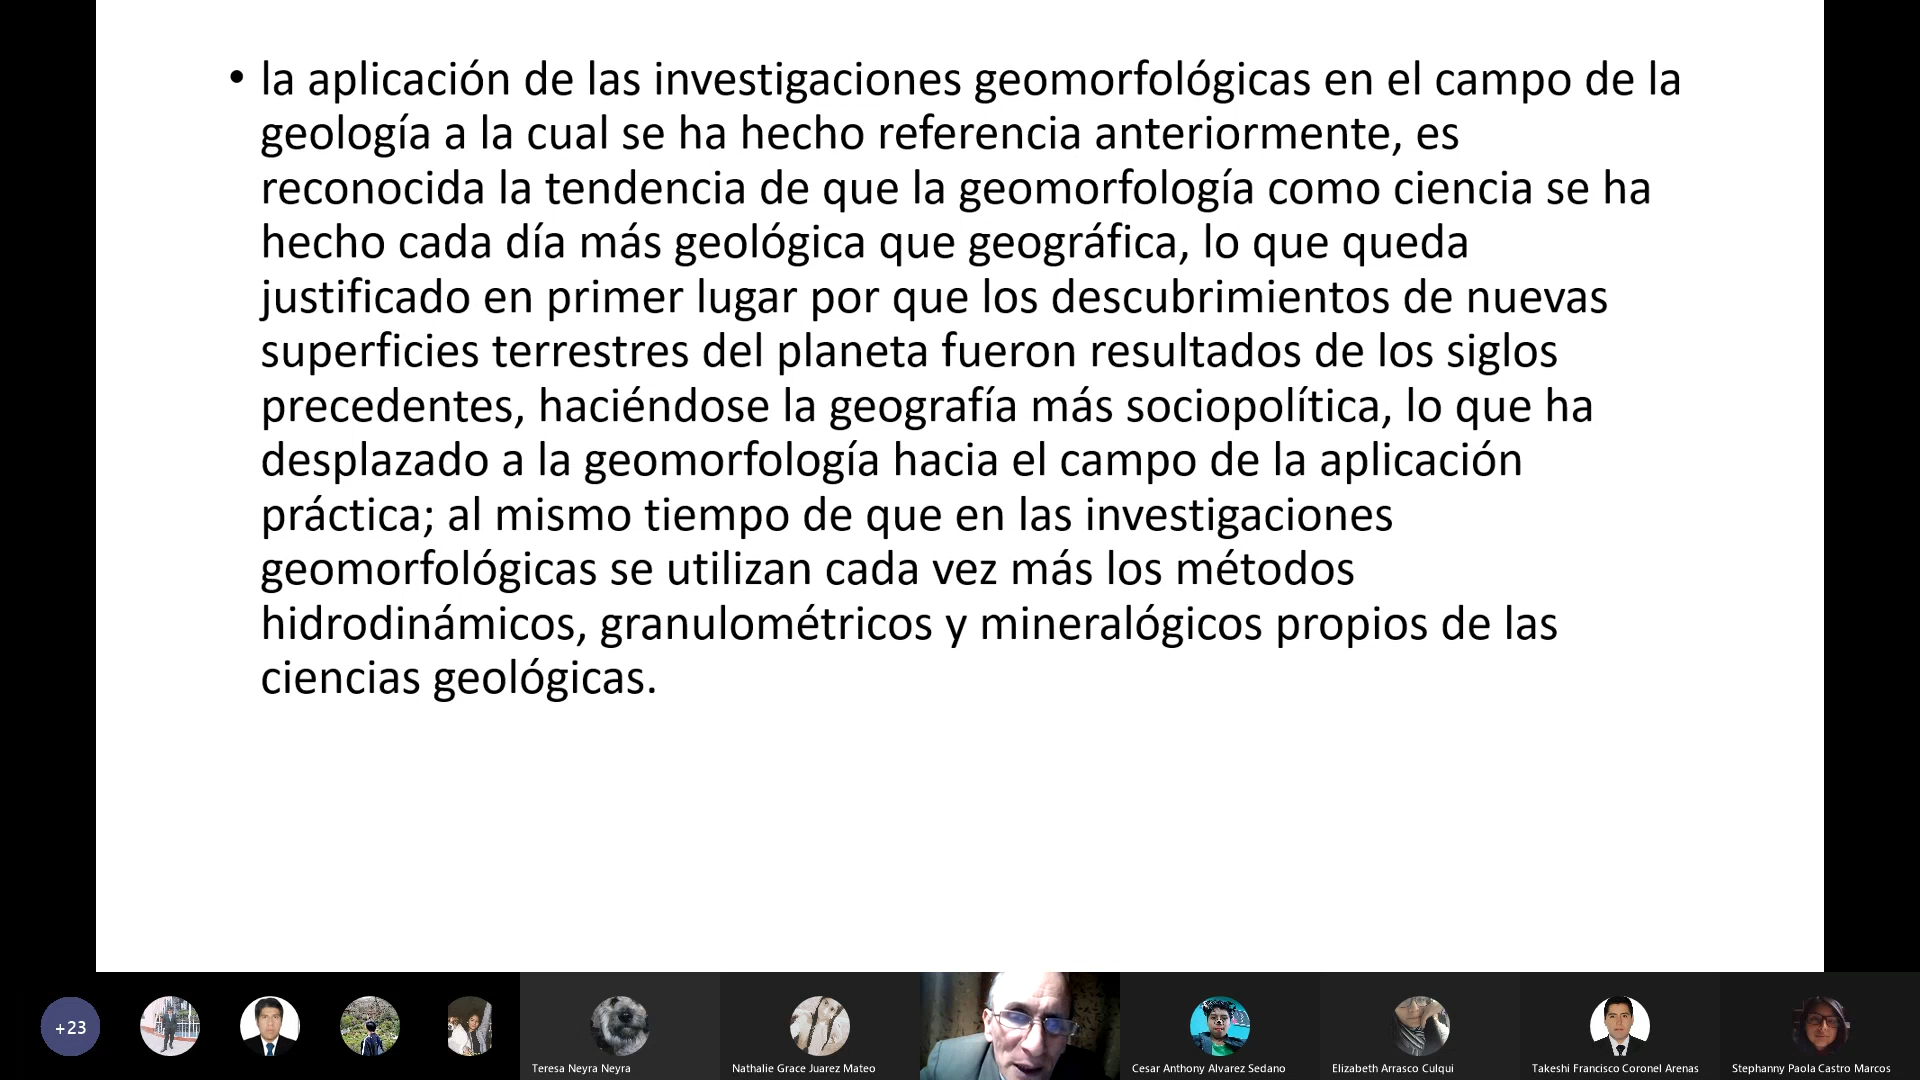 • la aplicación de las investigaciones geomorfológicas en el campo de la
geología a la cual se ha hecho referencia anteriormente, es
reconocida la tendencia de que la geomorfología como ciencia se ha
hecho cada día más geológica que geográfica, lo que queda
justificado en primer lugar por que los descubrimientos de nuevas
superficies terrestres del planeta fueron resultados de los siglos
precedentes, haciéndose la geografía más sociopolítica, lo que ha
desplazado a la geomorfología hacia el campo de la aplicación
práctica; al mismo tiempo de que en las investigaciones
geomorfológicas se utilizan cada vez más los métodos
hidrodinámicos, granulométricos y mineralógicos propios de las
ciencias geológicas.
+23
Teresa Neyra Neyra
Nathalie Grace Juarez Mateo
Cesar Anthony Alvarez Sedano
Elizabeth Arrasco Culqui
Takeshi Francisco Coronel Arenas
Stephanny Paola Castro Marcos